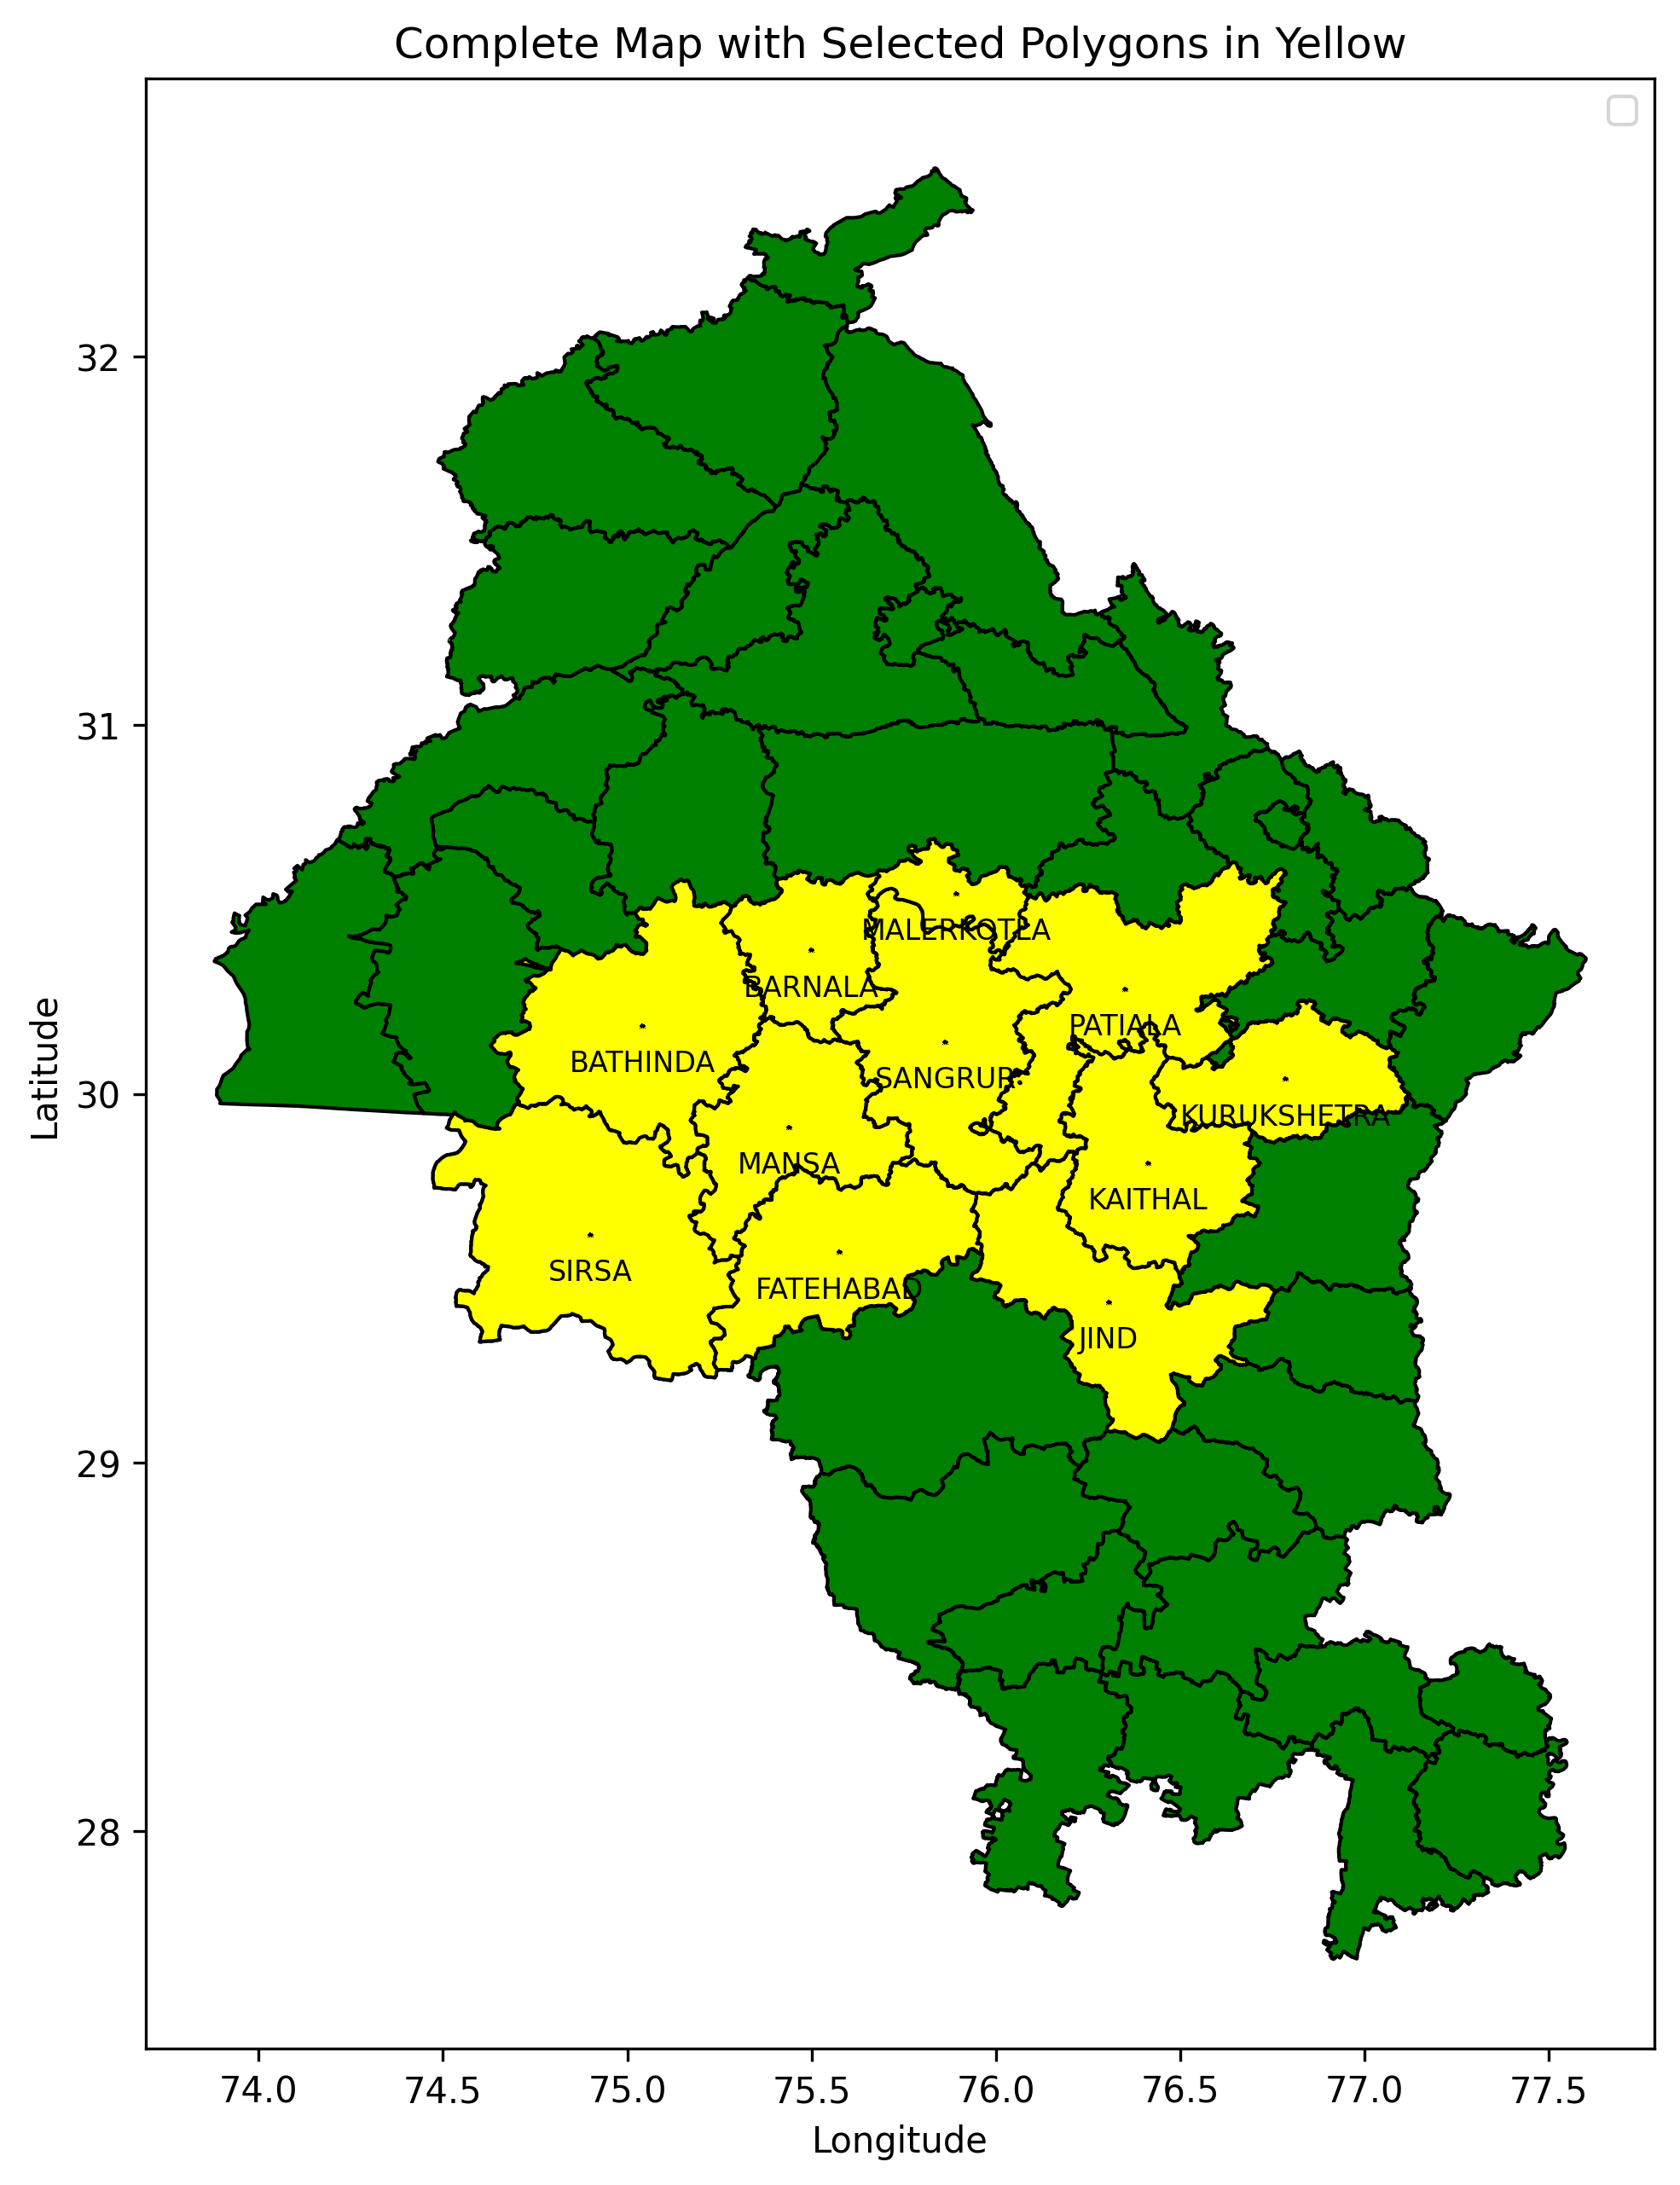 Complete Map with Selected Polygons in Yellow
32
31
30
29
28
Latitude
MALERKOTLA
BARNALA
PATIALA
BATHINDA
SANGRUR
KURUKSHETRA
MANSA
KAITHAL
SIRSA
FATEHABAD
JIND
74.0 74.5 75.0 75.5 76.0 76.5 77.0 77.5
Longitude